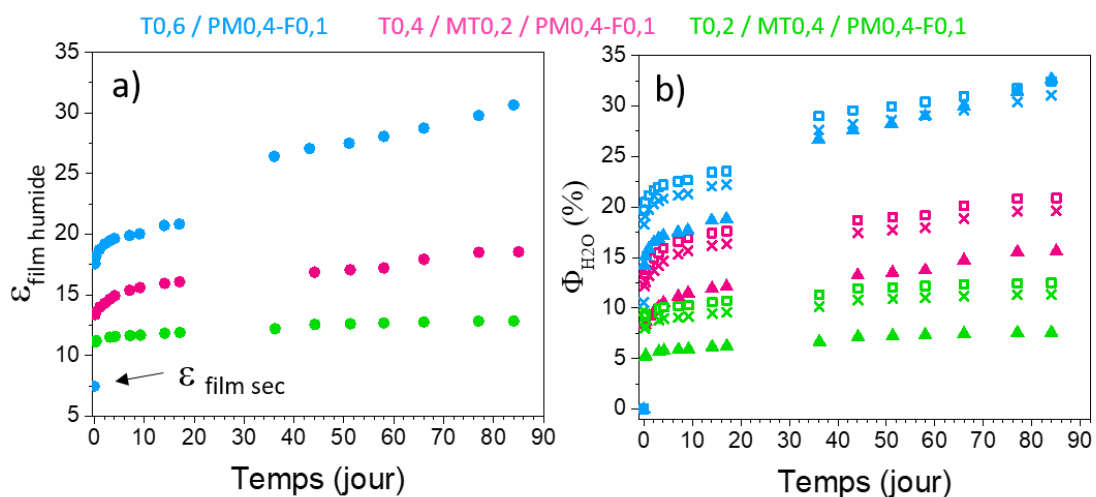 T0,6 / PM0,4-F0,1 T0,4 / MT0,2 / PM0,4-F0,1 T0,2 / MT0,4 / PM0,4-F0,1
a)
ε film humide
35
30
25
20
15
10
5
ε film sec
0 10 20 30 40 50 60 70 80 90
Temps (jour)
b)
Φ H2O (%)
35
30
25
20
15
10
5
0
0 10 20 30 40 50 60 70 80 90
Temps (jour)